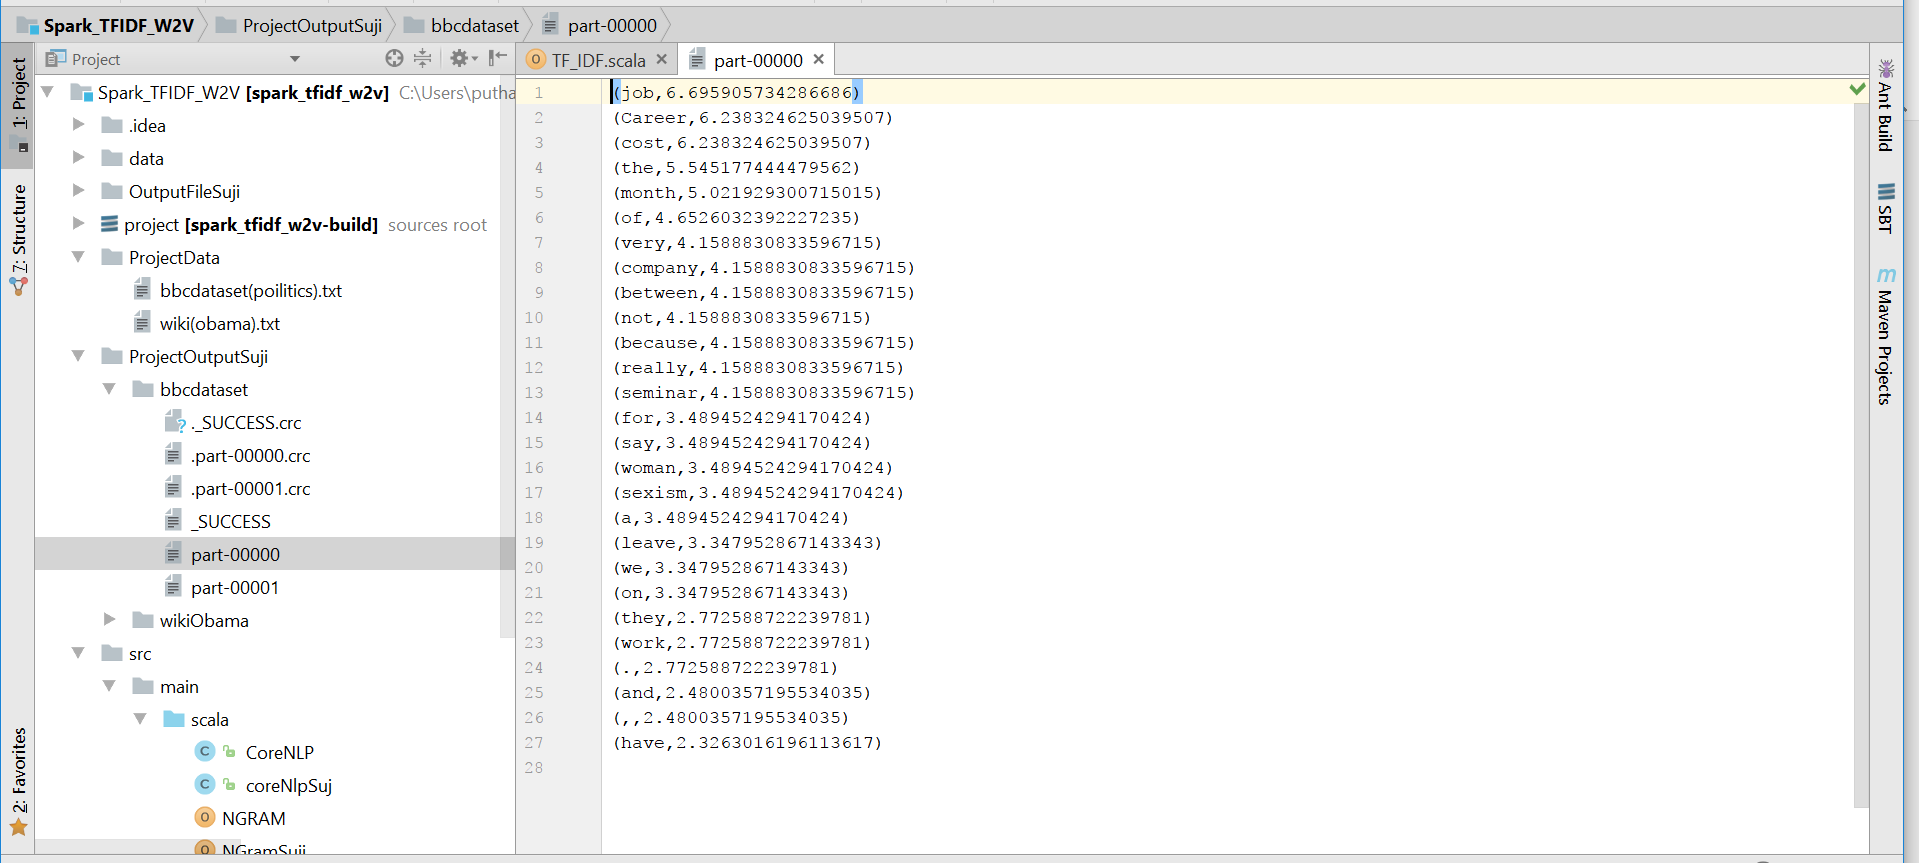 Spark_TFIDF_W2V ProjectOutputSuji bbcdataset part-00000
1: Project
7: Structure
2: Favorites
Project
Spark_TFIDF_W2V [spark_tfidf_w2v] C:\Users\putha
.idea
data
OutputFileSuji
project [spark_tfidf_w2v-build] sources root
ProjectData
bbcdataset(poilitics).txt
wiki(obama).txt
ProjectOutputSuji
bbcdataset
._SUCCESS.crc
.part-00000.crc
.part-00001.crc
_SUCCESS
part-00000
part-00001
wikiObama
src
main
scala
C CoreNLP
C coreNlpSuj
O NGRAM
O NGramSuji
O TF_IDF.scala part-00000
1 (job,6.695905734286686)
2 (Career,6.238324625039507)
3 (cost,6.238324625039507)
4 (the,5.545177444479562)
5 (month,5.021929300715015)
6 (of,4.6526032392227235)
7 (very,4.1588830833596715)
8 (company,4.1588830833596715)
9 (between,4.1588830833596715)
10 (not,4.1588830833596715)
11 (because,4.1588830833596715)
12 (really,4.1588830833596715)
13 (seminar,4.1588830833596715)
14 (for,3.4894524294170424)
15 (say,3.4894524294170424)
16 (woman,3.4894524294170424)
17 (sexism,3.4894524294170424)
18 (a,3.4894524294170424)
19 (leave,3.347952867143343)
20 (we,3.347952867143343)
21 (on,3.347952867143343)
22 (they,2.772588722239781)
23 (work,2.772588722239781)
24 (.,2.772588722239781)
25 (and,2.4800357195534035)
26 (,,2.4800357195534035)
27 (have,2.3263016196113617)
28
Ant Build
SBT
m Maven Projects